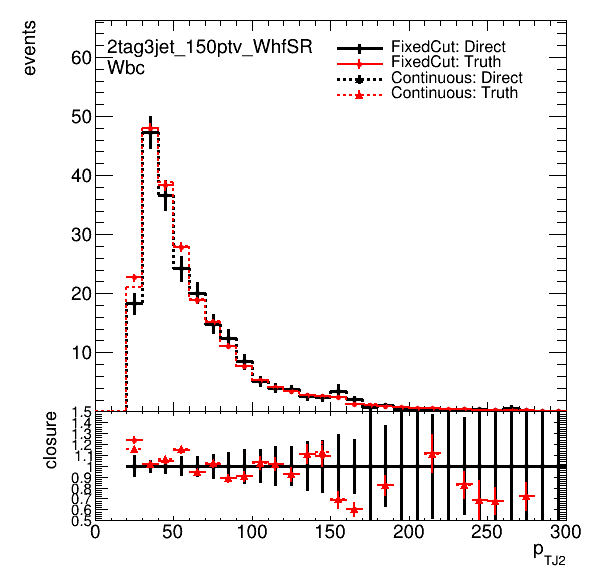 events
2tag3jet_150ptv_WhfSR
Wbc
FixedCut: Direct
FixedCut: Truth
Continuous: Direct
Continuous: Truth
60
50
40
30
20
10
closure
1.5
1.4
1.3
1.2
1.1
1
0.9
0.8
0.7
0.6
0.5
0 50 100 150 200 250 300
p_TJ2